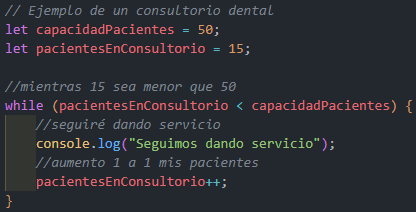 // Ejemplo de un consultorio dental
let capacidadPacientes = 50;
let pacientesEnConsultorio = 15;
//mientras 15 sea menor que 50
while (pacientesEnConsultorio < capacidadPacientes) {
//seguiré dando servicio
console.log("Seguimos dando servicio");
//aumento 1 a 1 mis pacientes
pacientesEnConsultorio++;
}